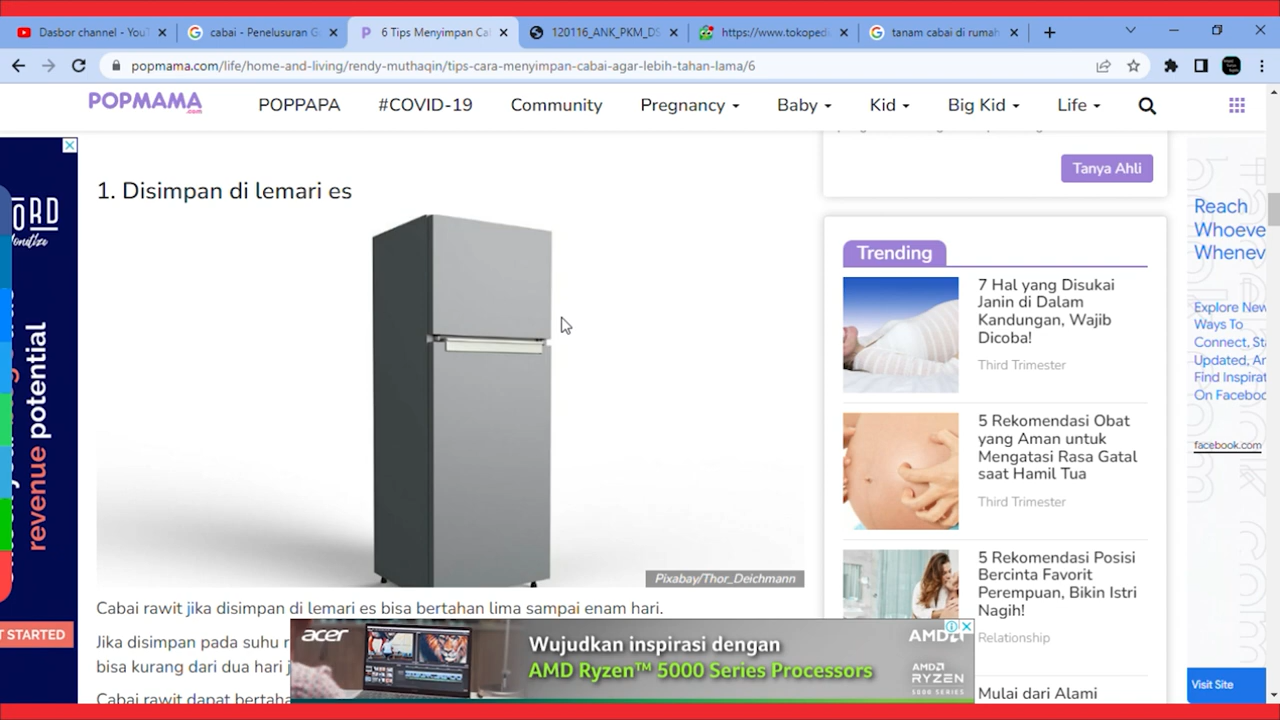 Dasbor channel - YouT
cabai - Penelusuran G
6 Tips Menyimpan Ca
120116_ANK_PKM_DS
https://www.tokoped
tanam cabai di rumah
popmama.com/life/home-and-living/rendy-muthaqin/tips-cara-menyimpan-cabai-agar-lebih-tahan-lama/6
POPMAMA
.com
POPPAPA
#COVID-19
Community
Pregnancy
Baby
Kid
Big Kid
Life
1. Disimpan di lemari es
Pixabay/Thor_Deichmann
Cabai rawit jika disimpan di lemari es bisa bertahan lima sampai enam hari.
Jika disimpan pada suhu r
bisa kurang dari dua hari j
Cabai rawit dapat bertaha
Tanya Ahli
Trending
7 Hal yang Disukai
Janin di Dalam
Kandungan, Wajib
Dicoba!
Third Trimester
5 Rekomendasi Obat
yang Aman untuk
Mengatasi Rasa Gatal
saat Hamil Tua
Third Trimester
5 Rekomendasi Posisi
Bercinta Favorit
Perempuan, Bikin Istri
Nagih!
Relationship
Mulai dari Alami
revenue potential
T STARTED
acer
Wujudkan inspirasi dengan
AMD Ryzen™ 5000 Series Processors
AMD
AMD
RYZEN
5000 SERIES
Reach
Whoeve
Whenev
Explore New
Ways To
Connect, Sta
Updated, An
Find Inspirat
On Faceboo
facebook.com
Visit Site